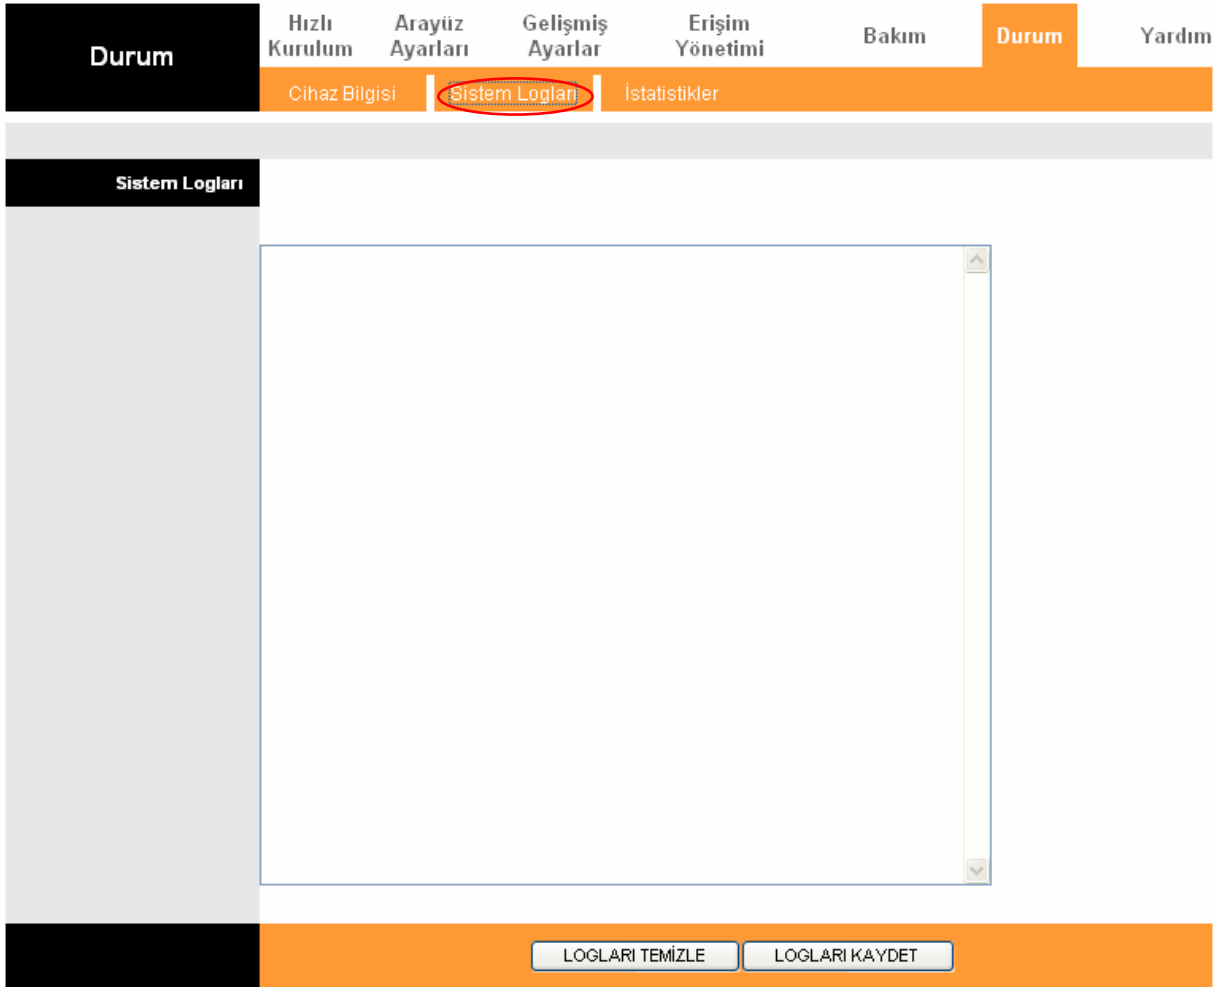 Durum
Hızlı Kurulum
Arayüz Ayarları
Gelişmiş Ayarlar
Erişim Yönetimi
Bakım
Durum
Yardım
Cihaz Bilgisi
Sistem Logları
İstatistikler
Sistem Logları
LOGLARI TEMİZLE
LOGLARI KAYDET